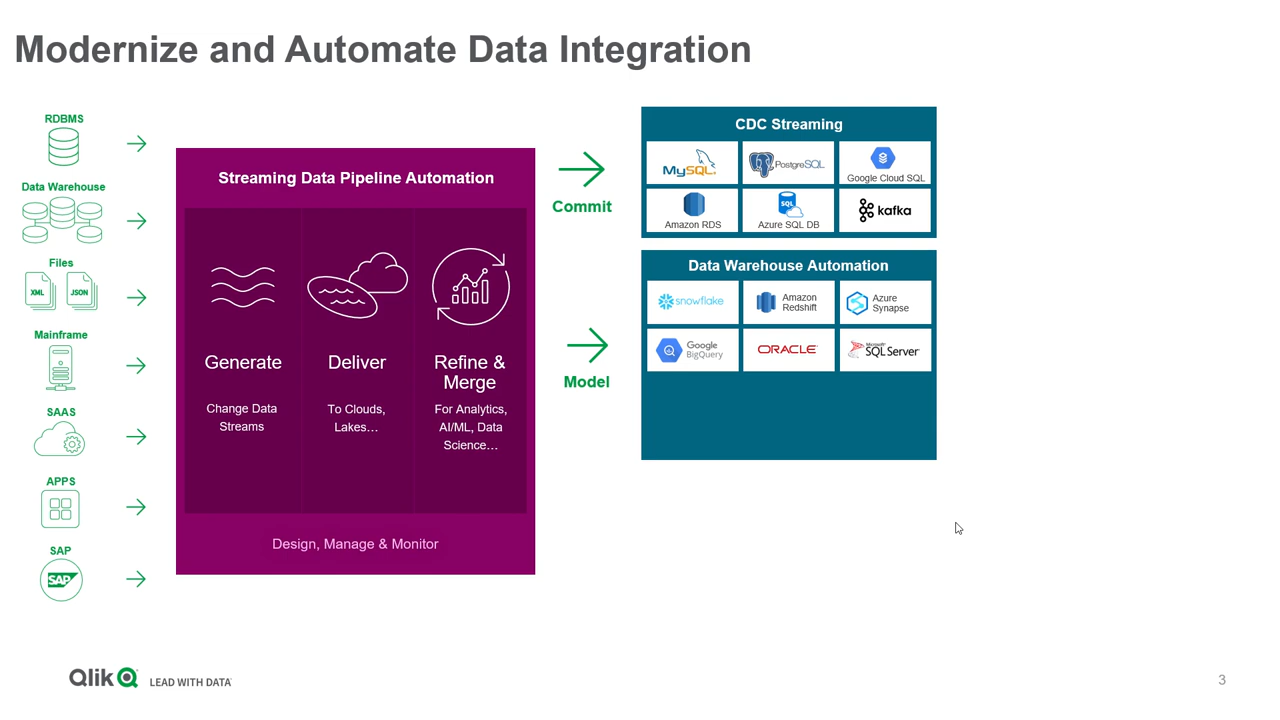 Modernize and Automate Data Integration
RDBMS
Data Warehouse
Files
XML
JSON
Mainframe
SAAS
APPS
SAP
SAP
Streaming Data Pipeline Automation
Generate
Change Data
Streams
Deliver
To Clouds,
Lakes…
Refine &
Merge
For Analytics,
AI/ML, Data
Science…
Design, Manage & Monitor
Commit
Model
CDC Streaming
MySQL
PostgreSQL
Google Cloud SQL
Amazon RDS
SQL
Azure SQL DB
kafka
Data Warehouse Automation
snowflake
Amazon
Redshift
Azure
Synapse
Google
BigQuery
ORACLE
Microsoft
SQL Server
Qlik
LEAD WITH DATA
3